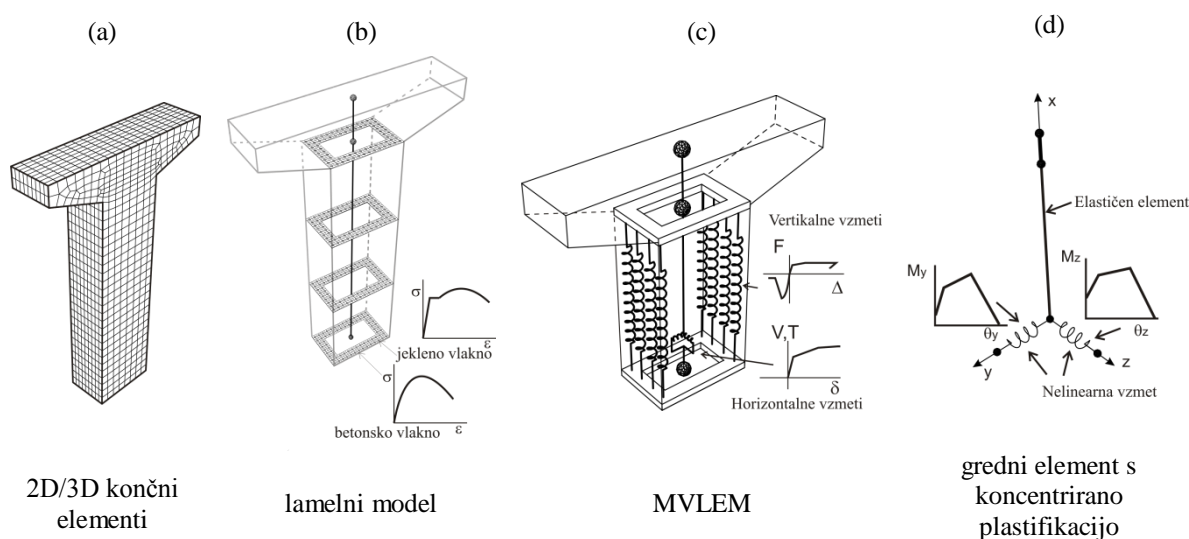 (a)
(b)
(c)
(d)
σ
ε
jekleno vlakno
σ
betonsko vlakno
ε
Vertikalne vzmeti
F
Δ
V,T
δ
Horizontalne vzmeti
x
Elastičen element
My
θy
Mz
θz
y
z
Nelinearna vzmet
2D/3D končni
elementi
lamelni model
MVLEM
gredni element s
koncentrirano
plastifikacijo